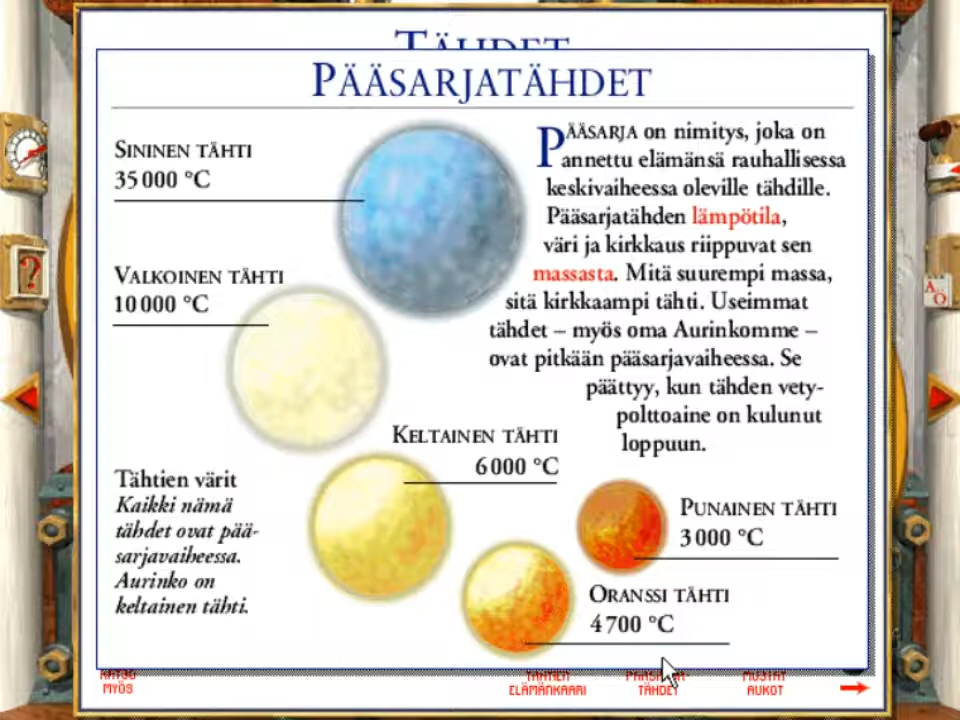 TÄHDET
PÄÄSARJATÄHDET
SININEN TÄHTI
35 000 °C
VALKOINEN TÄHTI
10 000 °C
PÄÄSARJA on nimitys, joka on
annettu elämänsä rauhallisessa
keskivaiheessa oleville tähdille.
Pääsarjatähden lämpötila,
väri ja kirkkaus riippuvat sen
massasta. Mitä suurempi massa,
sitä kirkkaampi tähti. Useimmat
tähdet – myös oma Aurinkomme –
ovat pitkään pääsarjavaiheessa. Se
päättyy, kun tähden vety-
polttoaine on kulunut
loppuun.
KELTAINEN TÄHTI
6 000 °C
Tähtien värit
Kaikki nämä
tähdet ovat pää-
sarjavaiheessa.
Aurinko on
keltainen tähti.
PUNAINEN TÄHTI
3 000 °C
ORANSSI TÄHTI
4 700 °C
KATSO
MYÖS
TÄHTIEN
ELÄMÄNKAARI
PÄÄSARJA-
TÄHDET
MUSTAT
AUKOT
?
A..
Ö